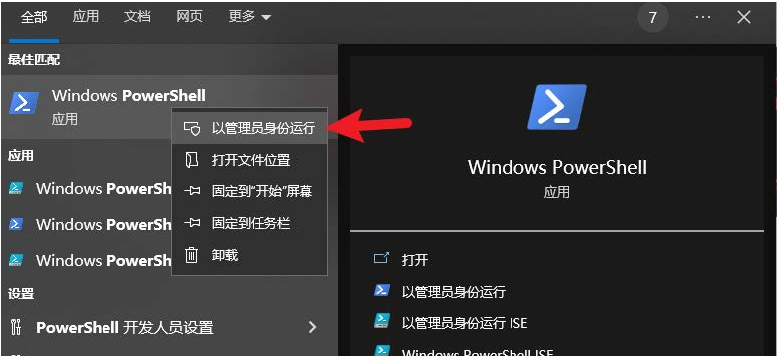 全部 应用 文档 网页 更多 7 ...
最佳匹配
Windows PowerShell
应用
以管理员身份运行
打开文件位置
固定到"开始"屏幕
固定到任务栏
卸载
应用
Windows PowerSh
Windows PowerSh
Windows PowerSh
设置
PowerShell 开发人员设置
Windows PowerShell
应用
打开
以管理员身份运行
以管理员身份运行 ISE
Windows PowerShell ISE